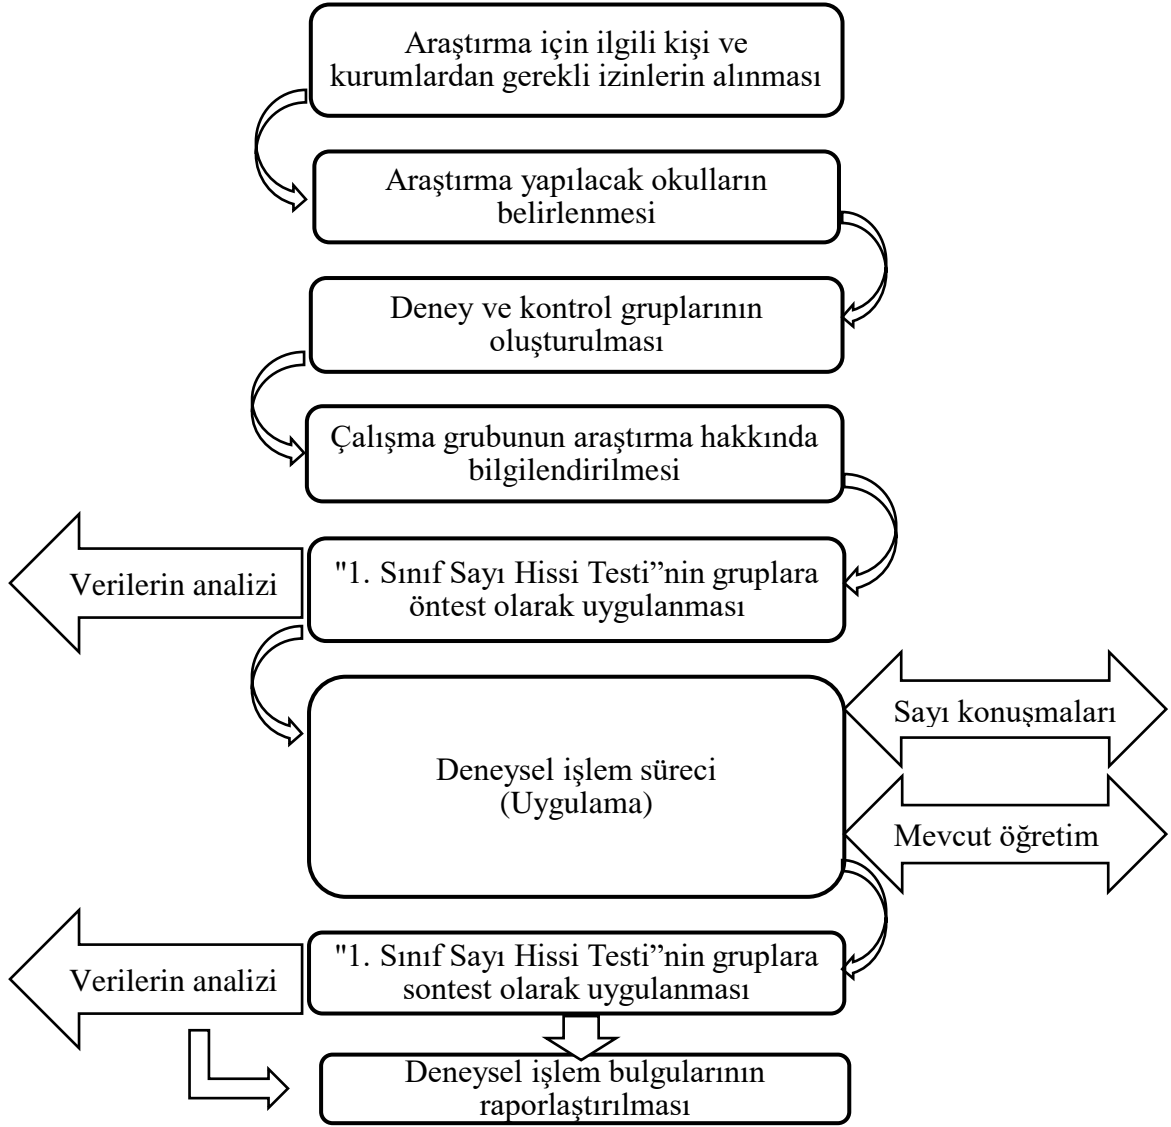 Araştırma için ilgili kişi ve
kurumlardan gerekli izinlerin alınması
Araştırma yapılacak okulların
belirlenmesi
Deney ve kontrol gruplarının
oluşturulması
Çalışma grubunun araştırma hakkında
bilgilendirilmesi
Verilerin analizi
"1. Sınıf Sayı Hissi Testi”nin gruplara
öntest olarak uygulanması
Deneysel işlem süreci
(Uygulama)
Sayı konuşmaları
Mevcut öğretim
Verilerin analizi
"1. Sınıf Sayı Hissi Testi”nin gruplara
sontest olarak uygulanması
Deneysel işlem bulgularının
raporlaştırılması